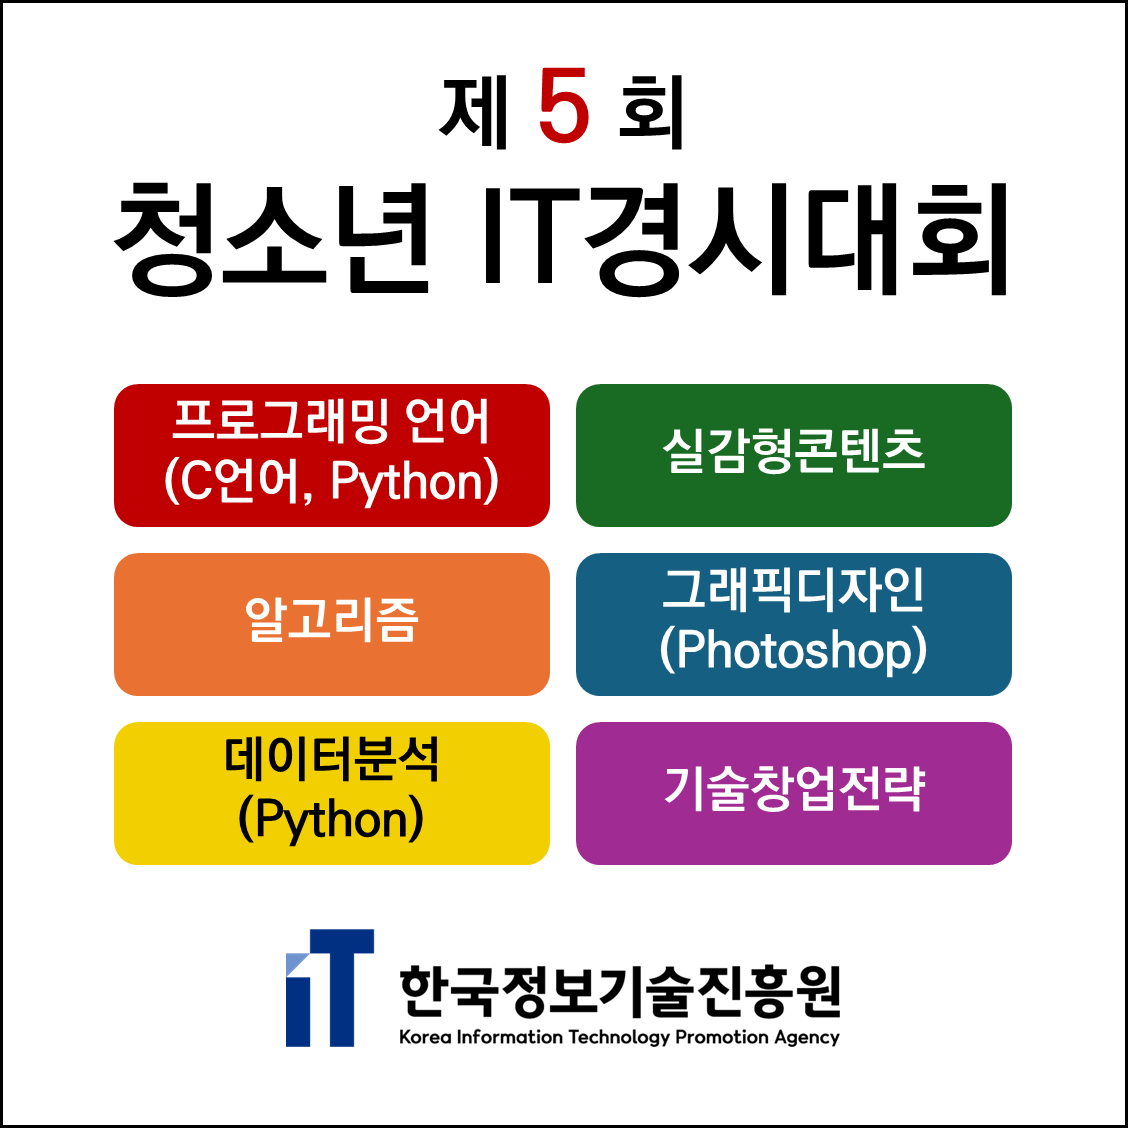 제 5 회
청소년 IT경시대회
프로그래밍 언어
(C언어, Python)
실감형콘텐츠
알고리즘
그래픽디자인
(Photoshop)
데이터분석
(Python)
기술창업전략
iT
한국정보기술진흥원
Korea Information Technology Promotion Agency